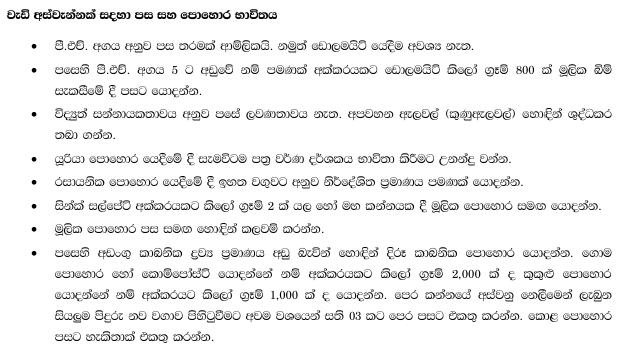 වැඩි අස්වැන්නක් සඳහා පස සහ පොහොර භාවිතය
• පී.එච්. අගය අනුව පස තරමක් ආම්ලිකයි. නමුත් ඩොලමයිට් යෙදීම අවශ්‍ය නැත.
• පසෙහි පී.එච්. අගය 5 ට අඩුවේ නම් පමණක් අක්කරයකට ඩොලමයිට් කිලෝ ග්‍රෑම් 800 ක් මූලික බිම්
සැකසීමේ දී පසට යොදන්න.
• විද්‍යුත් සන්නායකතාවය අනුව පසේ ලවණතාවය නැත. අපවහන ඇලවල් (කුණුඇලවල්) හොඳින් ශුද්ධකර
තබා ගන්න.
• යූරියා පොහොර යෙදීමේ දී සැමවිටම පත්‍ර වර්ණ දර්ශකය භාවිතා කිරීමට උනන්දු වන්න.
• රසායනික පොහොර යෙදීමේ දී ඉහත වගුවට අනුව නිර්දේශිත ප්‍රමාණය පමණක් යොදන්න.
• සින්ක් සල්පේට් අක්කරයකට කිලෝ ග්‍රෑම් 2 ක් යල හෝ මහ කන්නයක දී මූලික පොහොර සමඟ යොදන්න.
• මූලික පොහොර පස සමඟ හොඳින් කලවම් කරන්න.
• පසෙහි අඩංගු කාබනික ද්‍රව්‍ය ප්‍රමාණය අඩු බැවින් හොඳින් දිරූ කාබනික පොහොර යොදන්න. ගොම
පොහොර හෝ කොම්පෝස්ට් යොදන්නේ නම් අක්කරයකට කිලෝ ග්‍රෑම් 2,000 ක් ද කුකුළු පොහොර
යොදන්නේ නම් අක්කරයට කිලෝ ග්‍රෑම් 1,000 ක් ද යොදන්න. පෙර කන්නයේ අස්වනු නෙලීමෙන් ලැබුන
සියලුම පිදුරු නව වගාව පිහිටුවීමට අවම වශයෙන් සති 03 කට පෙර පසට එකතු කරන්න. කොළ පොහොර
පසට හැකිතාක් එකතු කරන්න.